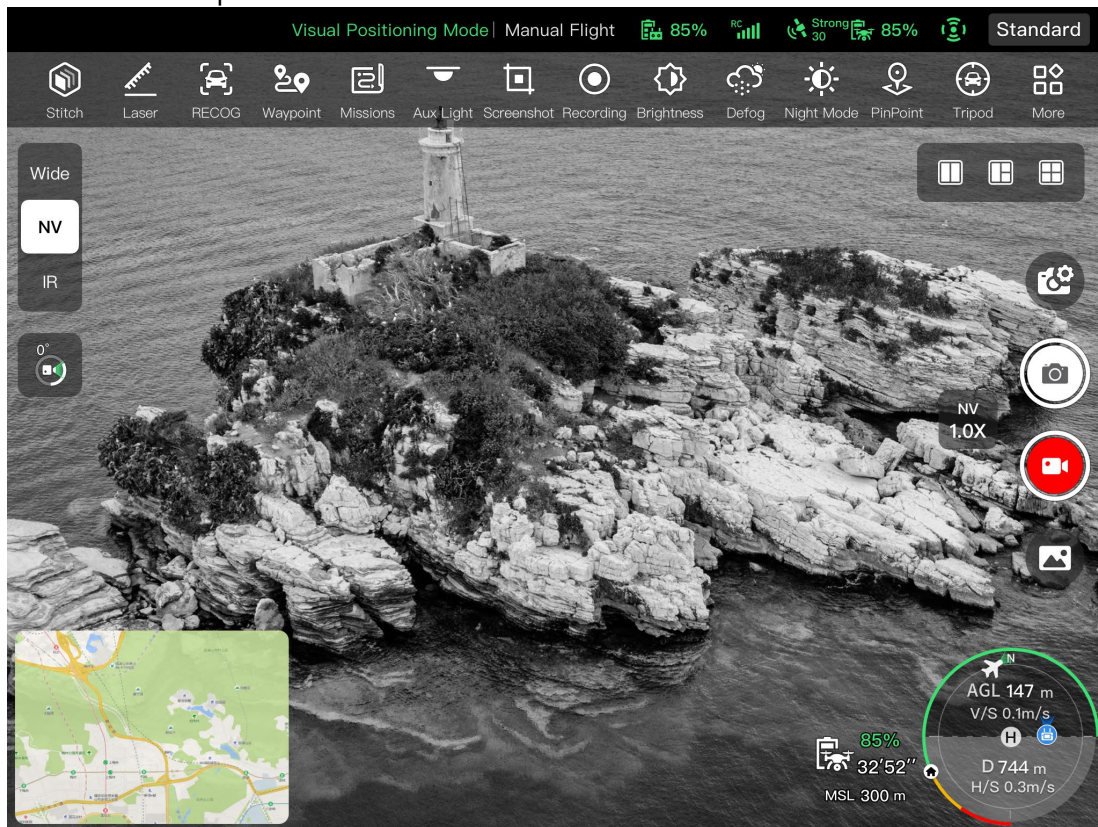 Visual Positioning Mode | Manual Flight 85% RC Strong 30 85% Standard
Stitch Laser RECOG Waypoint Missions Aux Light Screenshot Recording Brightness Defog Night Mode PinPoint Tripod More
Wide
NV
IR
0°
NV
1.0X
N
AGL 147 m
V/S 0.1m/s
H
D 744 m
H/S 0.3m/s
85%
32'52''
MSL 300 m